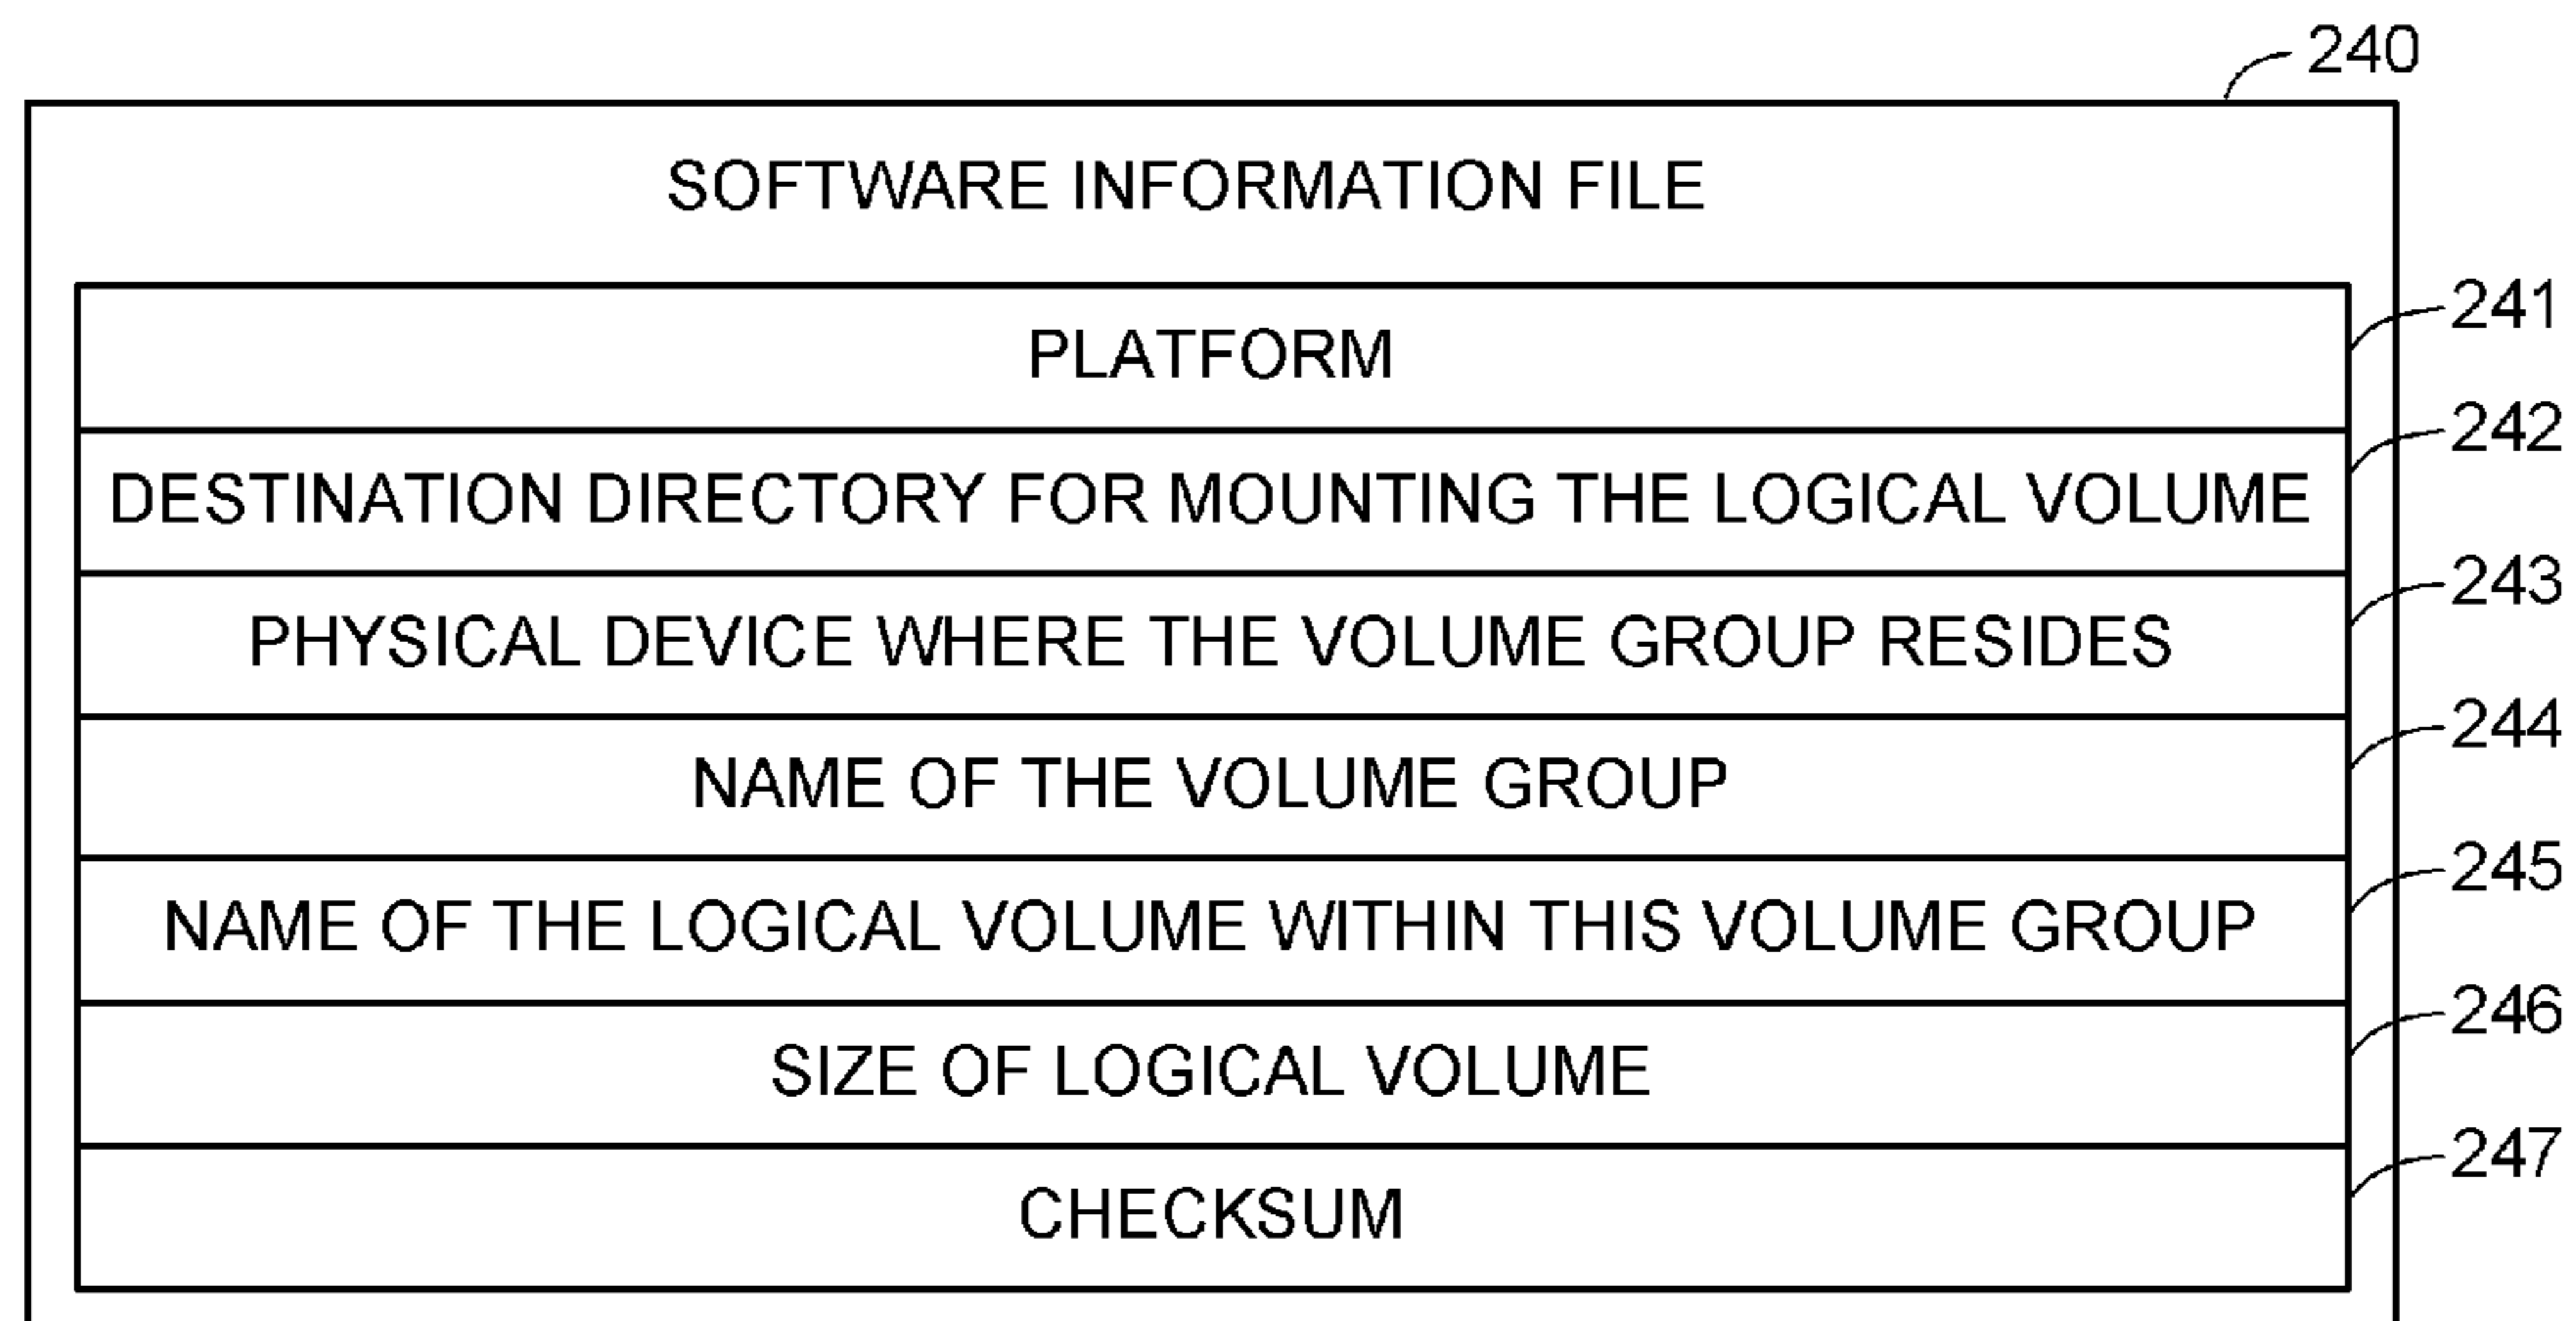 240
SOFTWARE INFORMATION FILE
PLATFORM
241
DESTINATION DIRECTORY FOR MOUNTING THE LOGICAL VOLUME
242
PHYSICAL DEVICE WHERE THE VOLUME GROUP RESIDES
243
NAME OF THE VOLUME GROUP
244
NAME OF THE LOGICAL VOLUME WITHIN THIS VOLUME GROUP
245
SIZE OF LOGICAL VOLUME
246
CHECKSUM
247